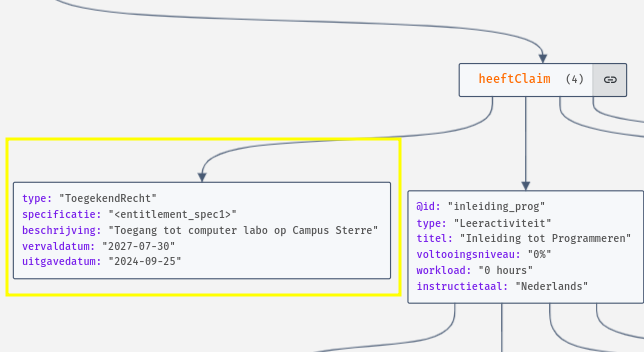 heeftClaim (4)
type: "ToegekendRecht"
specificatie: "<entitlement_spec1>"
beschrijving: "Toegang tot computer labo op Campus Sterre"
vervaldatum: "2027-07-30"
uitgavedatum: "2024-09-25"
@id: "inleiding_prog"
type: "Leeractiviteit"
titel: "Inleiding tot Programmeren"
voltooingsniveau: "0%"
workload: "0 hours"
instructietaal: "Nederlands"